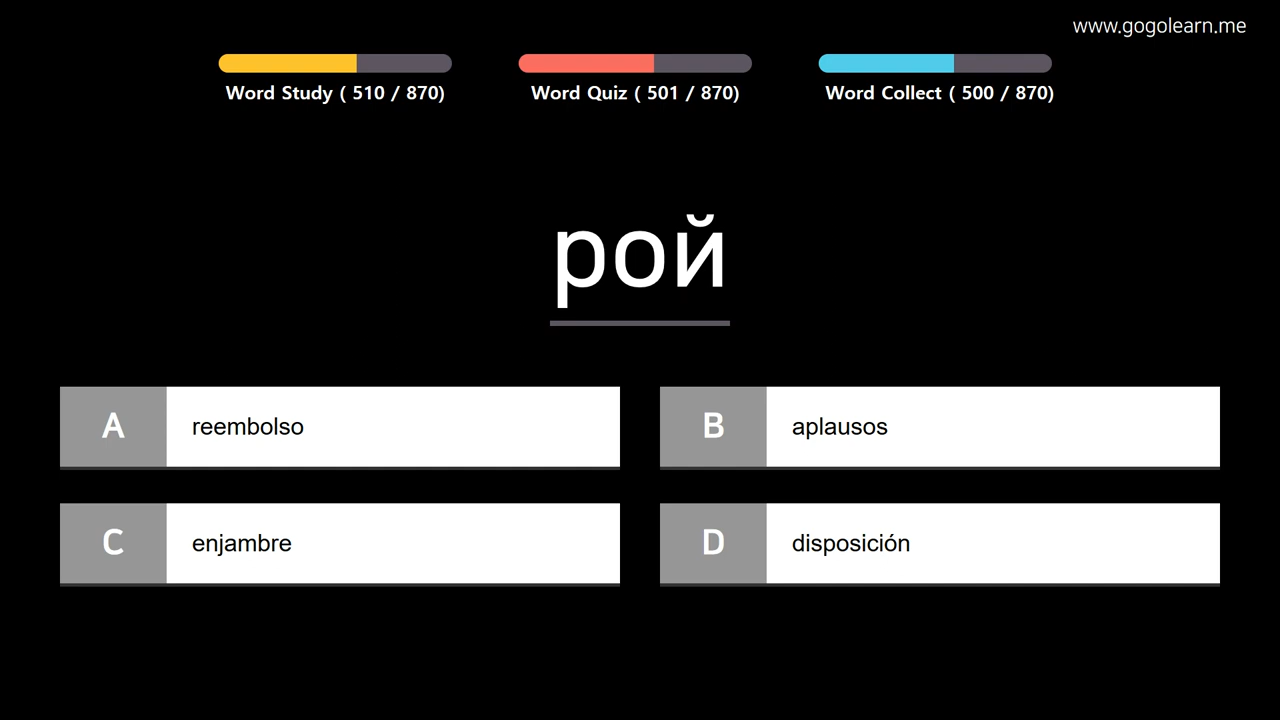 www.gogolearn.me
Word Study ( 510 / 870)
Word Quiz ( 501 / 870)
Word Collect ( 500 / 870)
рой
A reembolso
B aplausos
C enjambre
D disposición